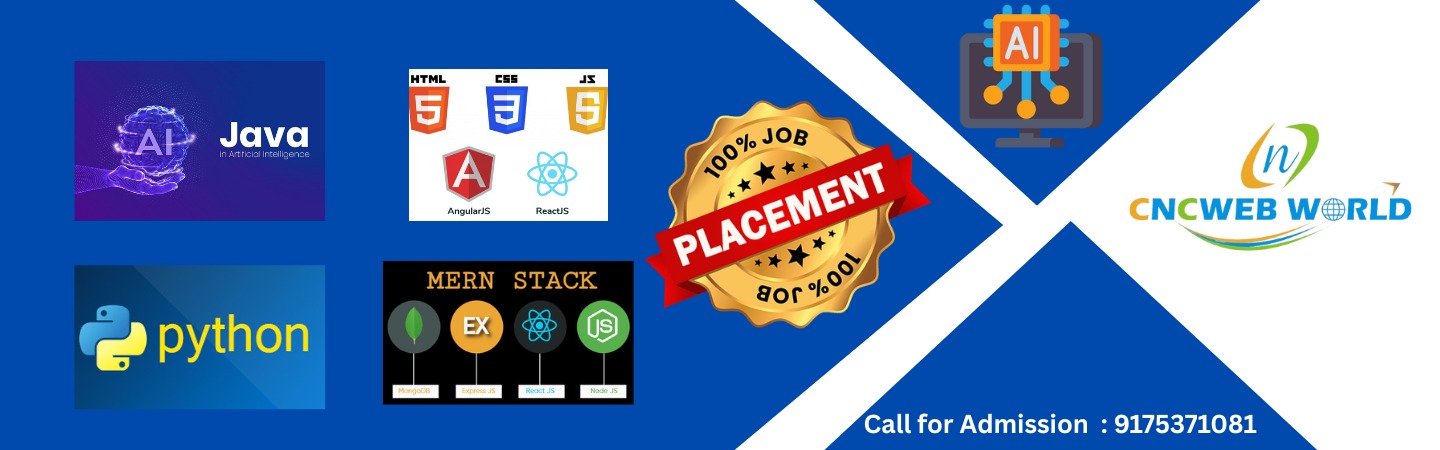 AI
Java
in Artificial Intelligence
HTML
5
CSS
3
JS
5
A
AngularJS
ReactJS
python
MERN STACK
EX
JS
MongoDB
Express JS
React JS
Node JS
100% JOB
PLACEMENT
100% JOB
AI
n
CNCWEB WORLD
Call for Admission : 9175371081